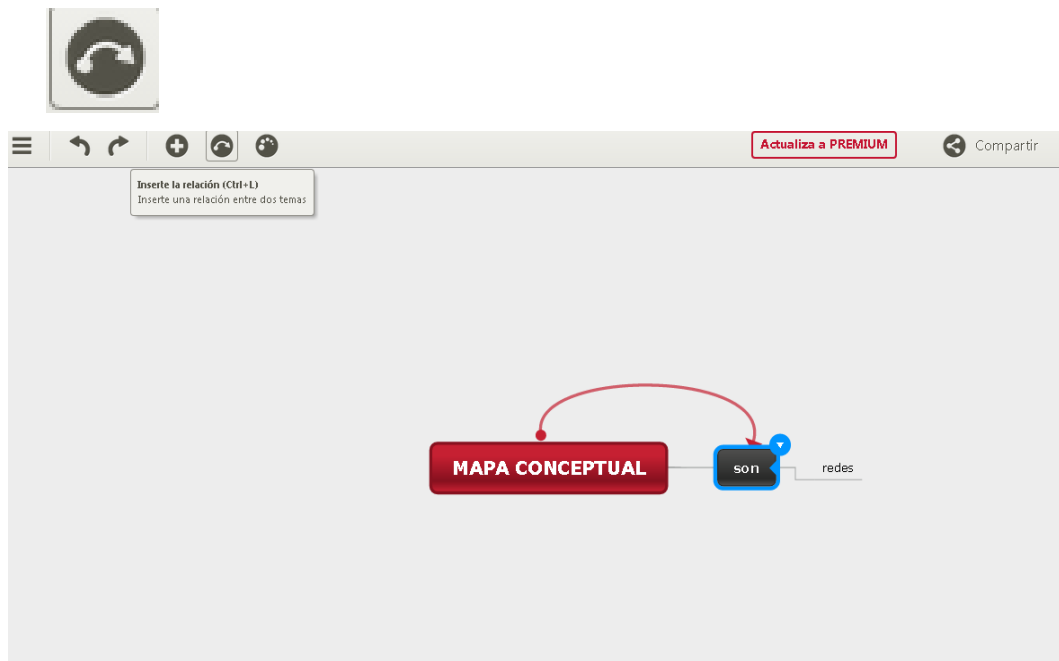 Actualiza a PREMIUM
Compartir
Inserte la relación (Ctrl+L)
Inserte una relación entre dos temas
MAPA CONCEPTUAL
son
redes